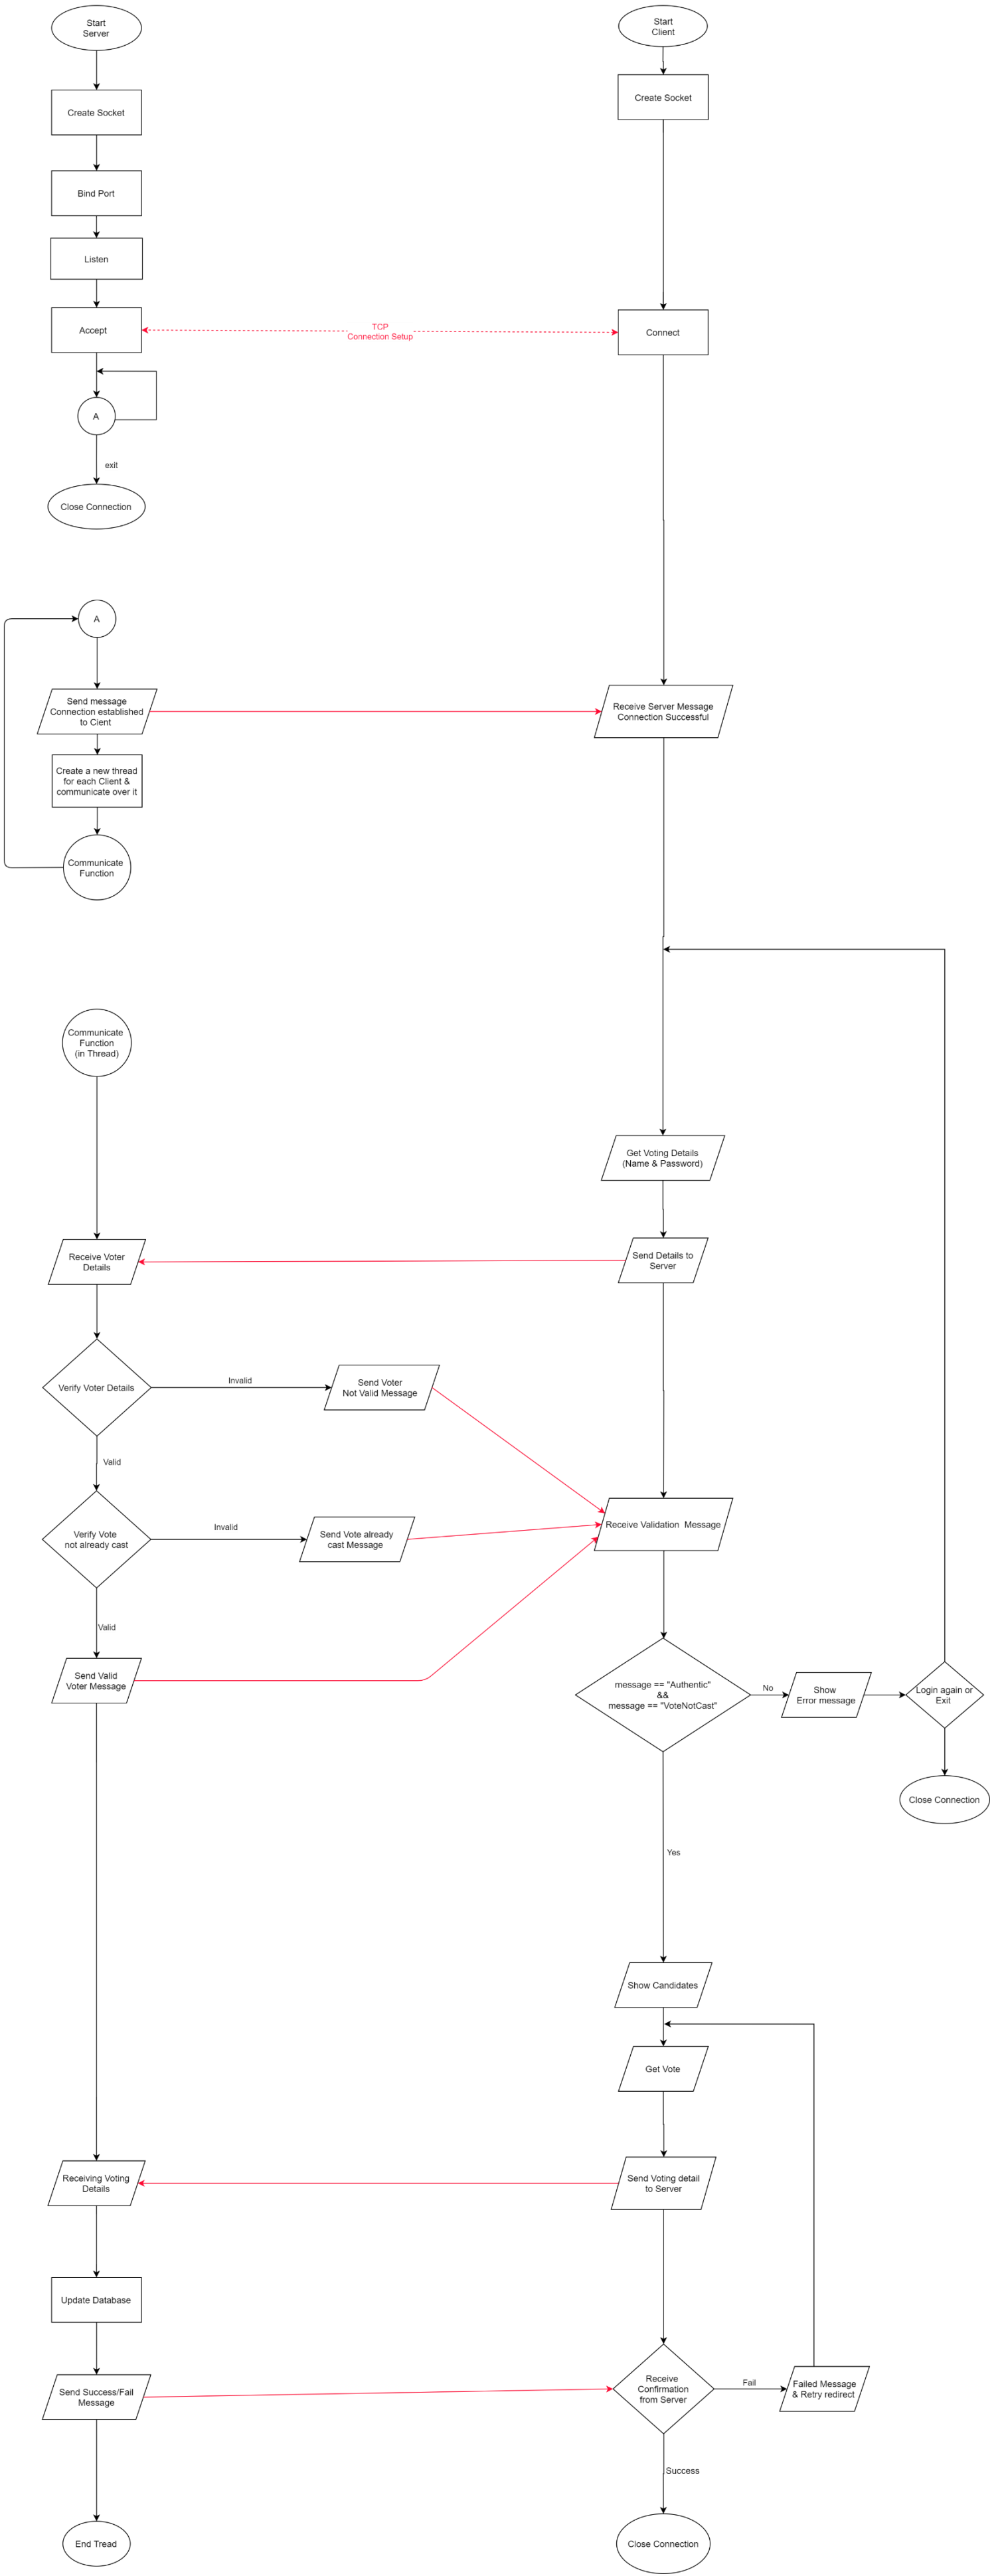 Start
Server
Start
Client
Create Socket
Create Socket
Bind Port
Listen
Accept
TCP
Connection Setup
Connect
A
exit
Close Connection
A
Send message
Connection established
to Cient
Receive Server Message
Connection Successful
Create a new thread
for each Client &
communicate over it
Communicate
Function
Communicate
Function
(in Thread)
Get Voting Details
(Name & Password)
Receive Voter
Details
Send Details to
Server
Verify Voter Details
Invalid
Send Voter
Not Valid Message
Valid
Verify Vote
not already cast
Invalid
Send Vote already
cast Message
Receive Validation Message
Valid
Send Valid
Voter Message
message == "Authentic"
&&
message == "VoteNotCast"
No
Show
Error message
Login again or
Exit
Close Connection
Yes
Show Candidates
Get Vote
Receiving Voting
Details
Send Voting detail
to Server
Update Database
Send Success/Fail
Message
Receive
Confirmation
from Server
Fail
Failed Message
& Retry redirect
Success
End Tread
Close Connection